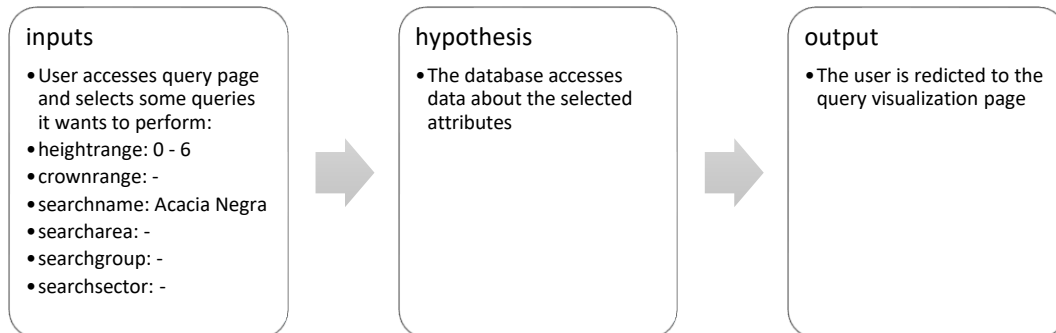 inputs
•User accesses query page
and selects some queries
it wants to perform:
•heightrange: 0 - 6
•crownrange: -
•searchname: Acacia Negra
•searcharea: -
•searchgroup: -
•searchsector: -
hypothesis
•The database accesses
data about the selected
attributes
output
•The user is redicted to the
query visualization page